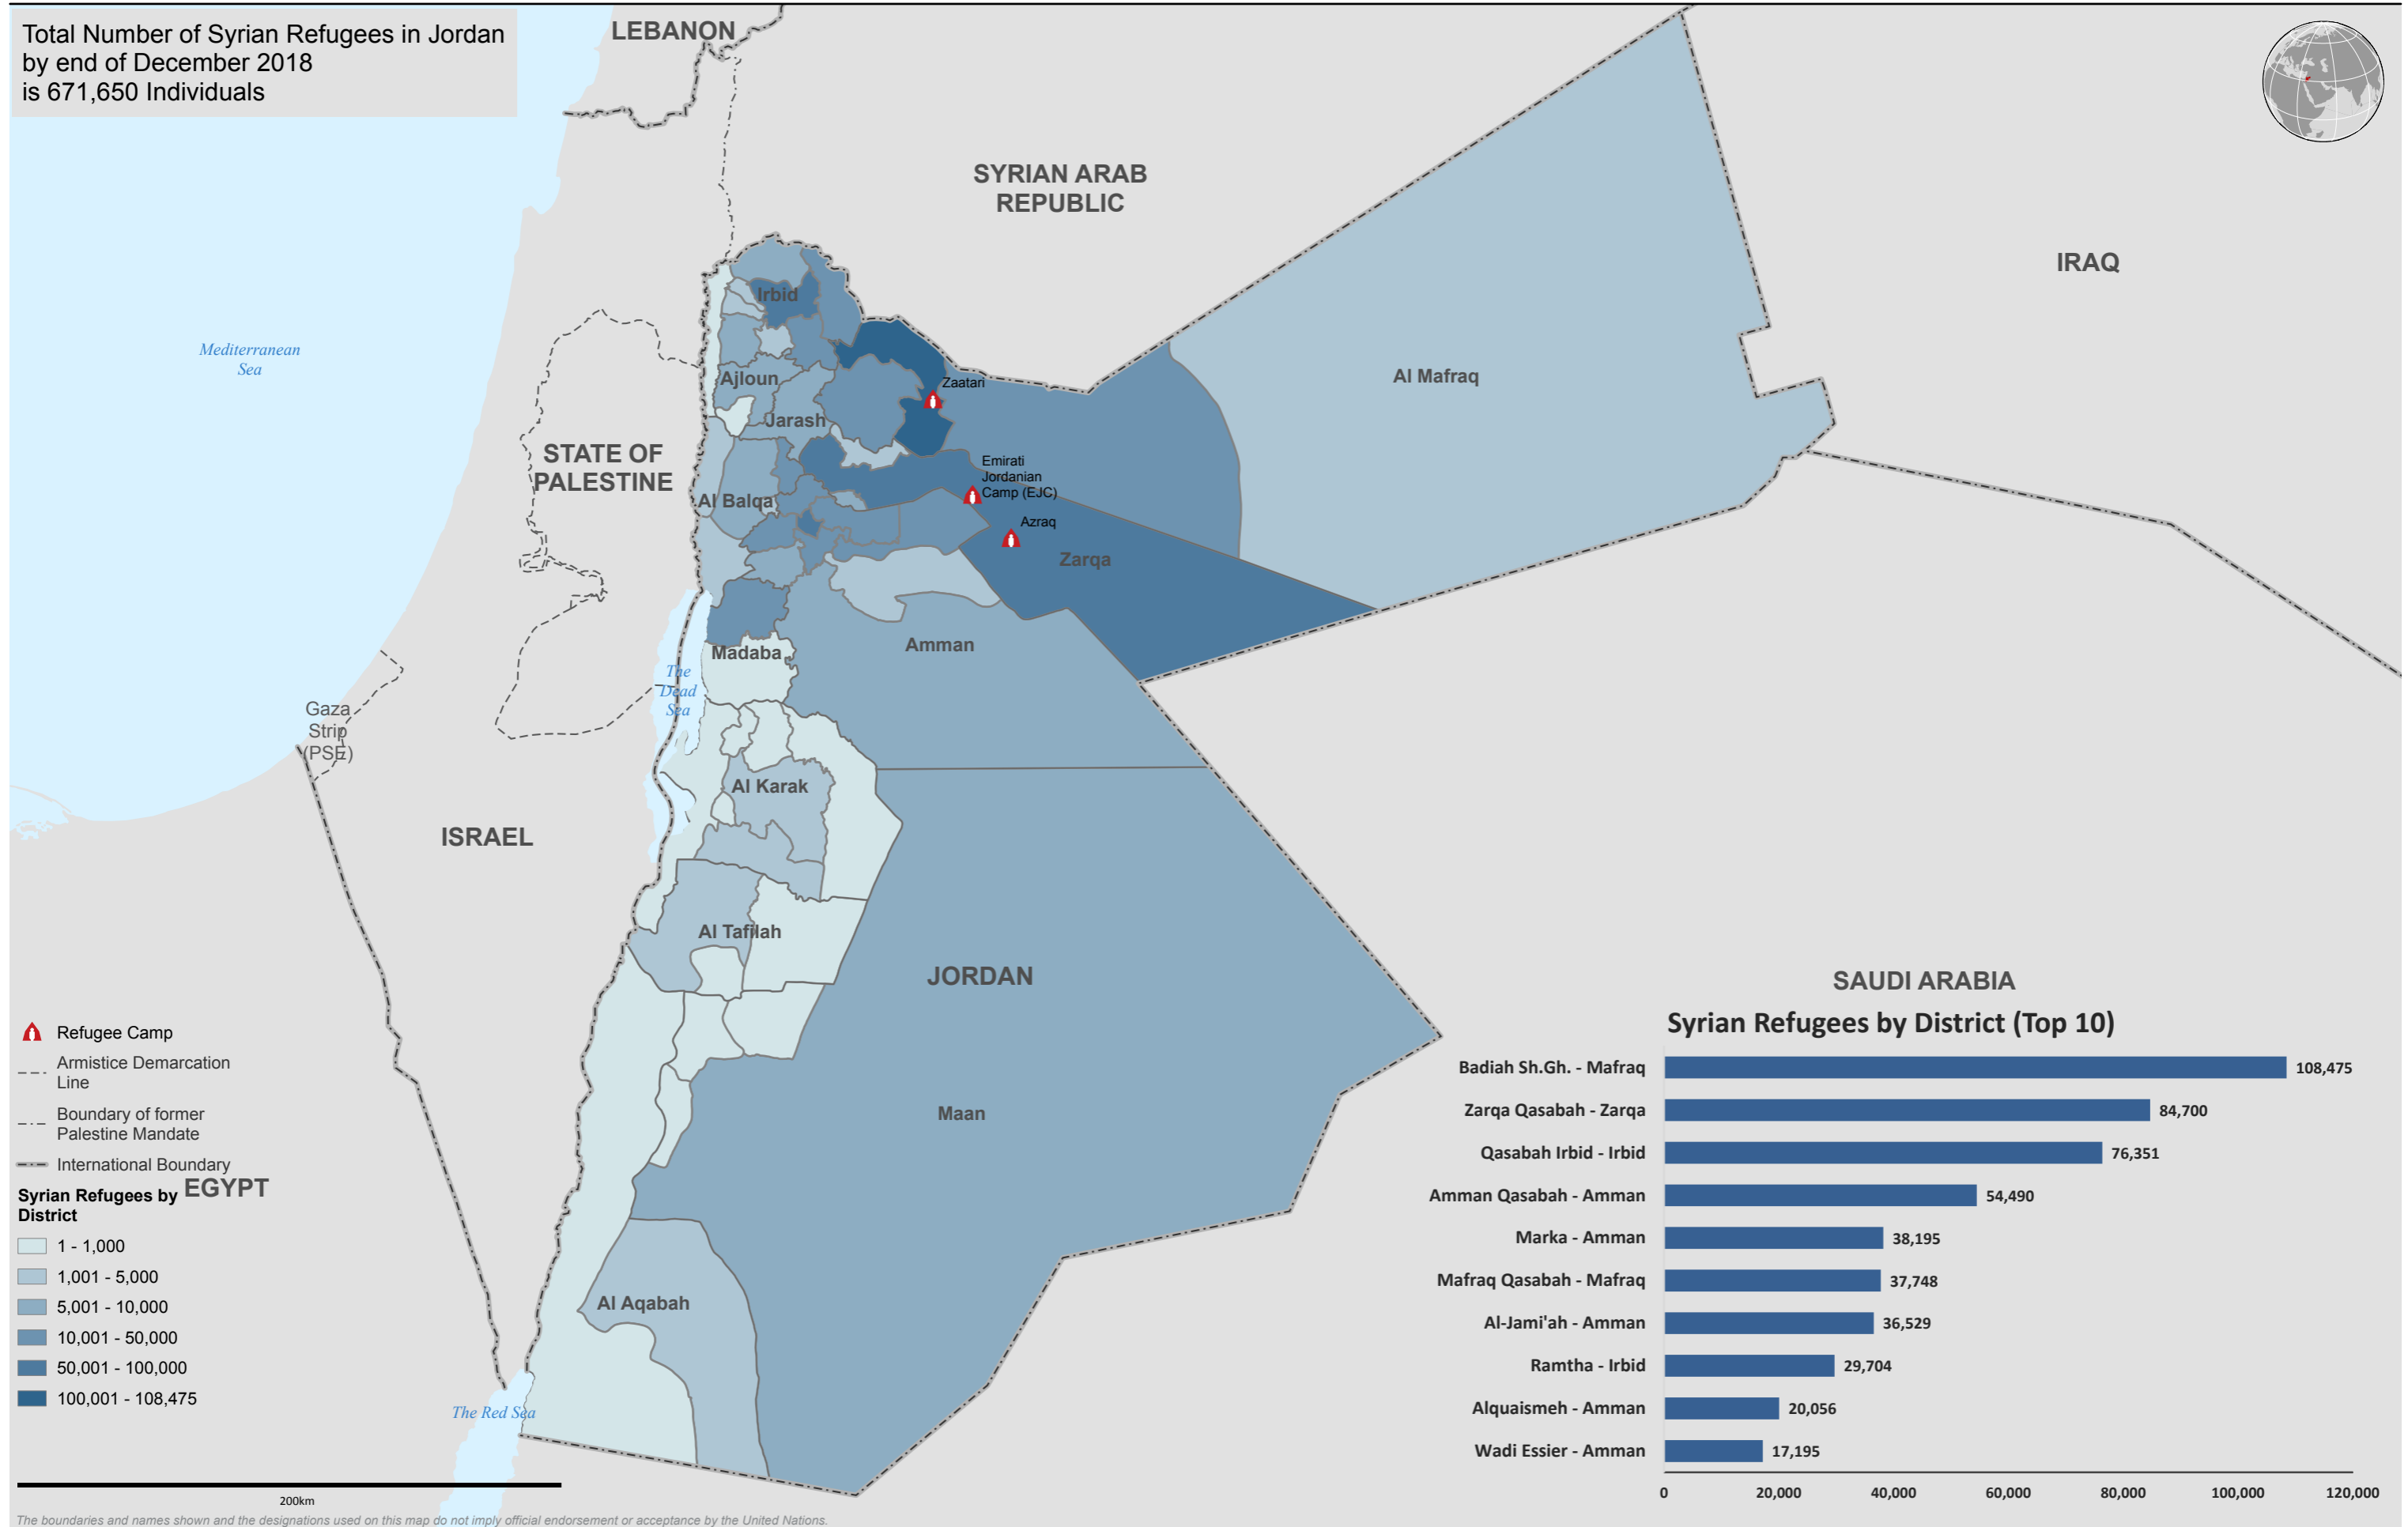 Total Number of Syrian Refugees in Jordan
by end of December 2018
is 671,650 Individuals
LEBANON
SYRIAN ARAB
REPUBLIC
IRAQ
Mediterranean
Sea
Irbid
Ajloun
Jarash
Zaatari
Al Mafraq
STATE OF
PALESTINE
Emirati
Jordanian
Camp (EJC)
Al Balqa
Azraq
Zarqa
Amman
Madaba
The
Dead
Sea
Gaza
Strip
(PSE)
Al Karak
ISRAEL
Al Tafilah
JORDAN
Maan
Al Aqabah
The Red Sea
EGYPT
SAUDI ARABIA
Refugee Camp
Armistice Demarcation
Line
Boundary of former
Palestine Mandate
International Boundary
Syrian Refugees by
District
1 - 1,000
1,001 - 5,000
5,001 - 10,000
10,001 - 50,000
50,001 - 100,000
100,001 - 108,475
200km
The boundaries and names shown and the designations used on this map do not imply official endorsement or acceptance by the United Nations.
Syrian Refugees by District (Top 10)
Badiah Sh.Gh. - Mafraq 108,475
Zarqa Qasabah - Zarqa 84,700
Qasabah Irbid - Irbid 76,351
Amman Qasabah - Amman 54,490
Marka - Amman 38,195
Mafraq Qasabah - Mafraq 37,748
Al-Jami'ah - Amman 36,529
Ramtha - Irbid 29,704
Alquaismeh - Amman 20,056
Wadi Essier - Amman 17,195
0 20,000 40,000 60,000 80,000 100,000 120,000